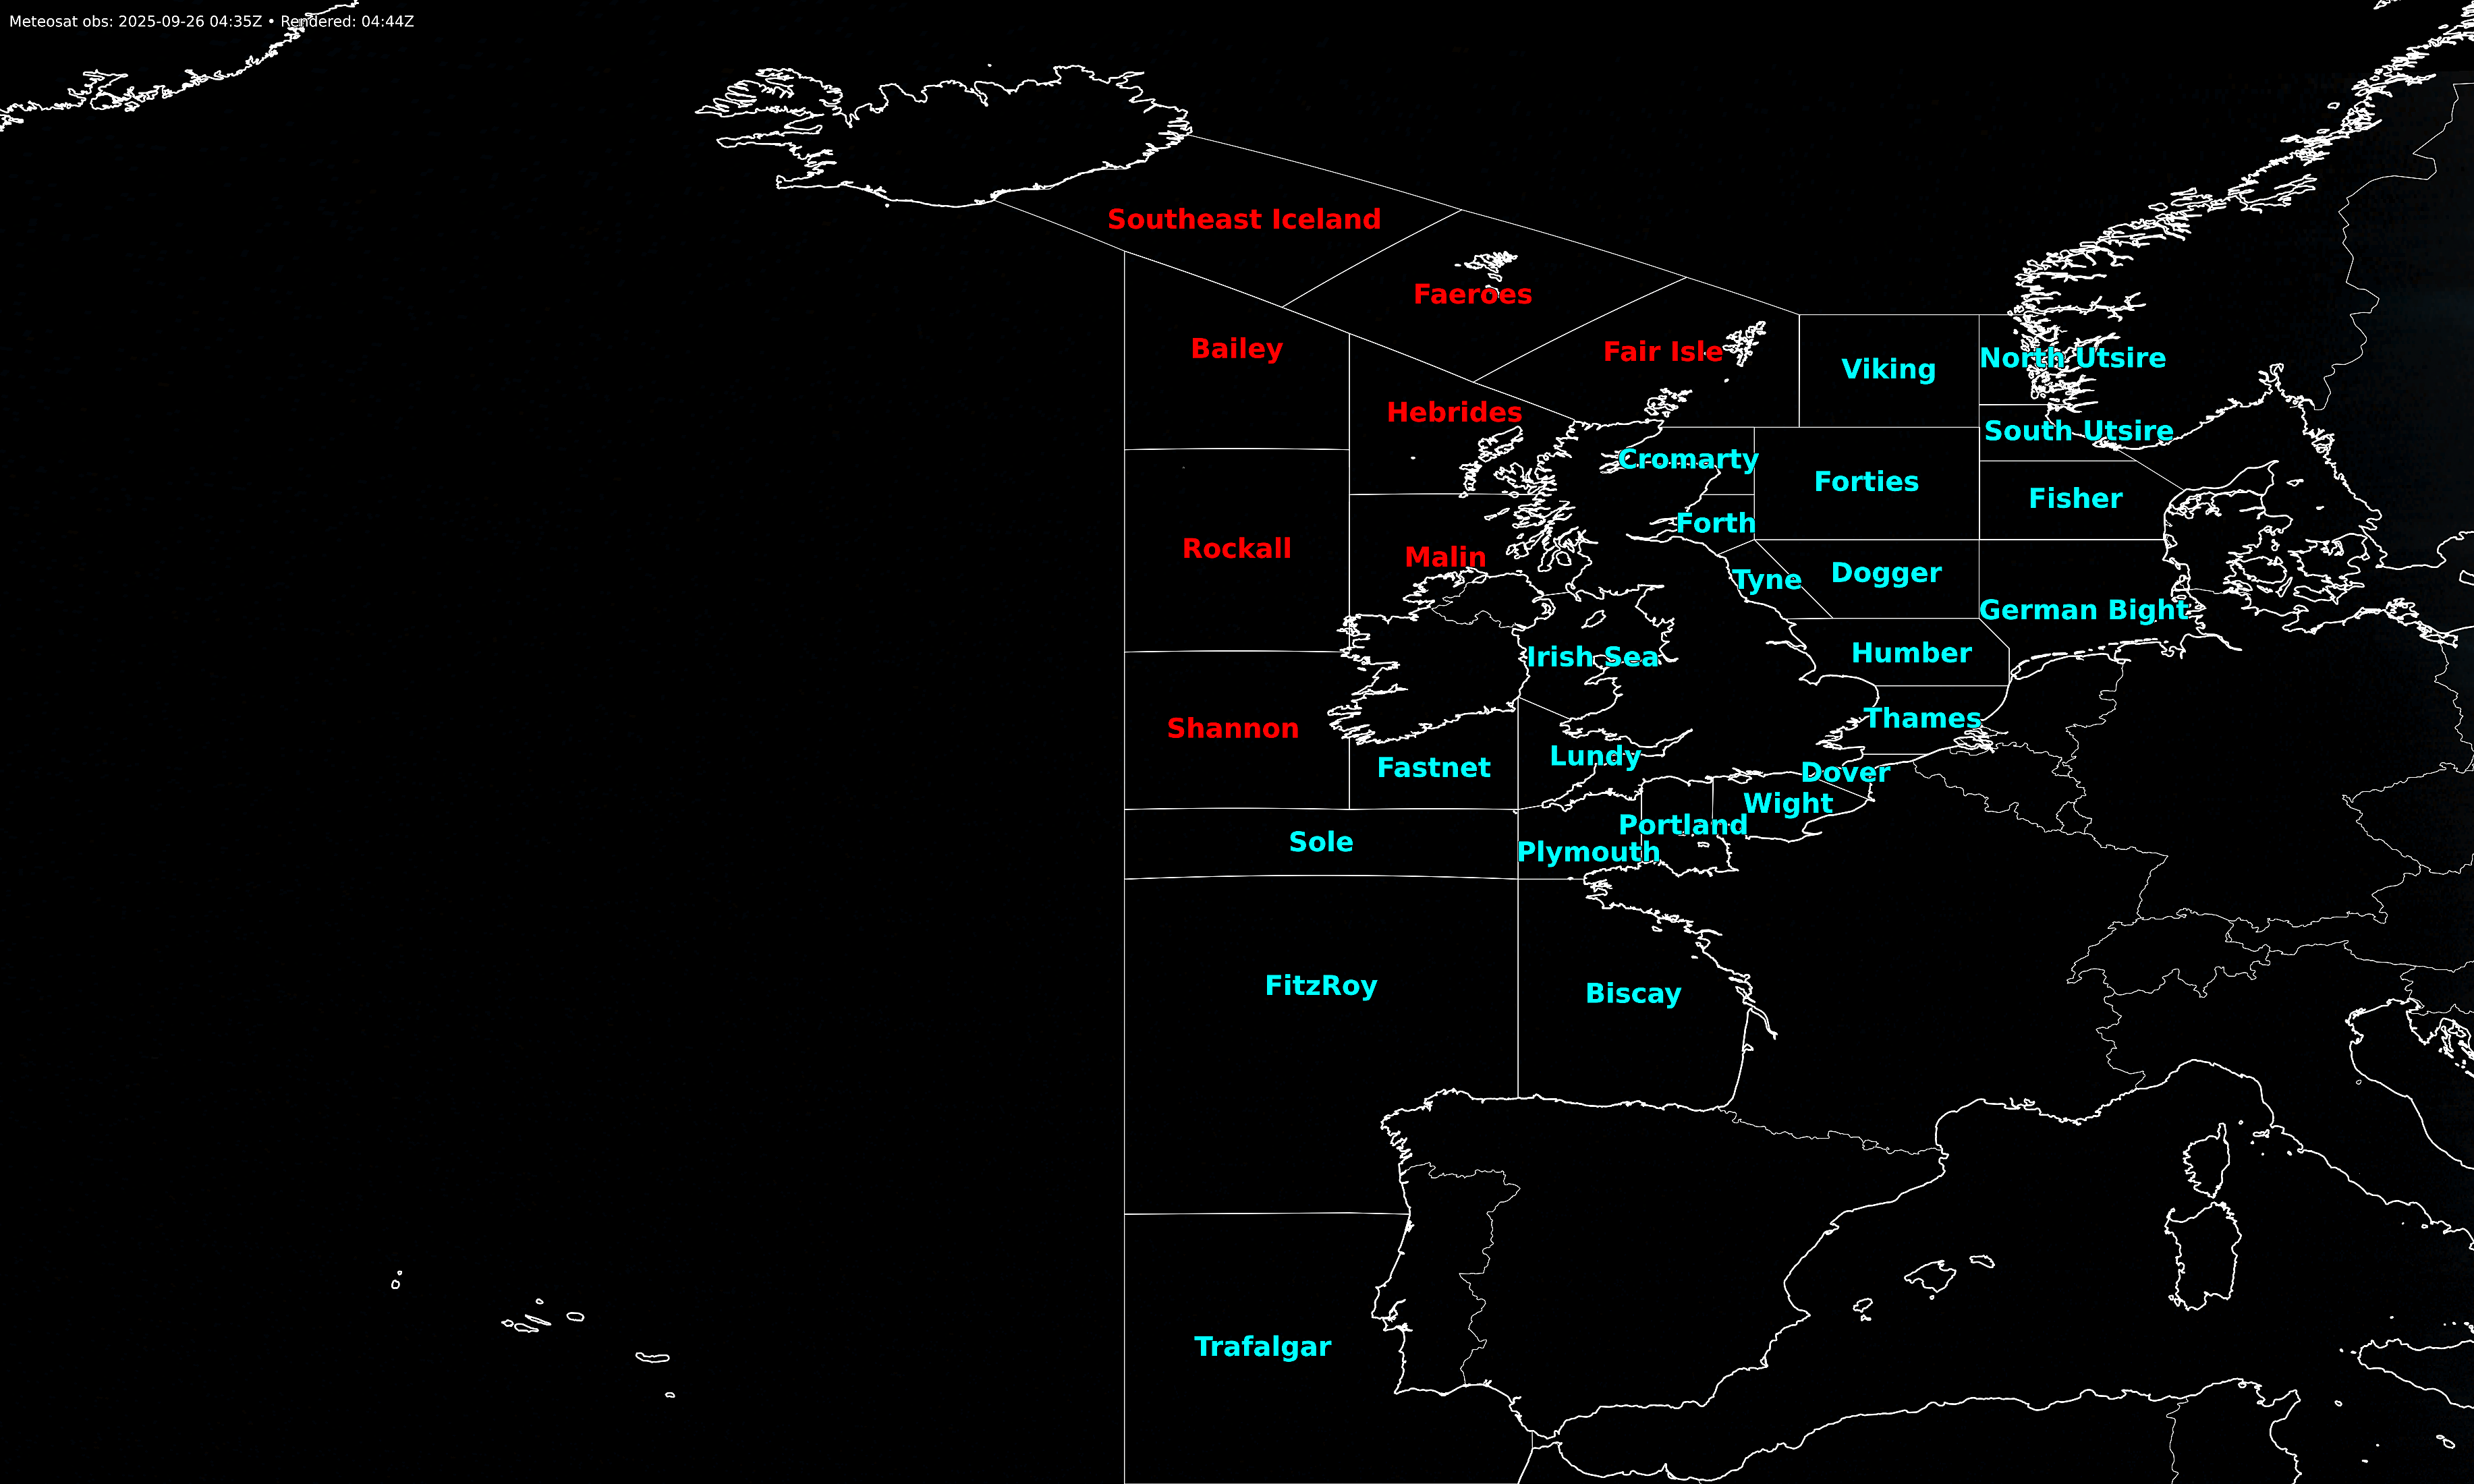 Meteosat obs: 2025-09-26 04:35Z • Rendered: 04:44Z
Southeast Iceland
Faeroes
Bailey
Fair Isle
Viking
North Utsire
Hebrides
South Utsire
Cromarty
Forties
Fisher
Forth
Rockall
Malin
Tyne
Dogger
German Bight
Irish Sea
Humber
Shannon
Thames
Fastnet
Lundy
Dover
Wight
Portland
Sole
Plymouth
FitzRoy
Biscay
Trafalgar